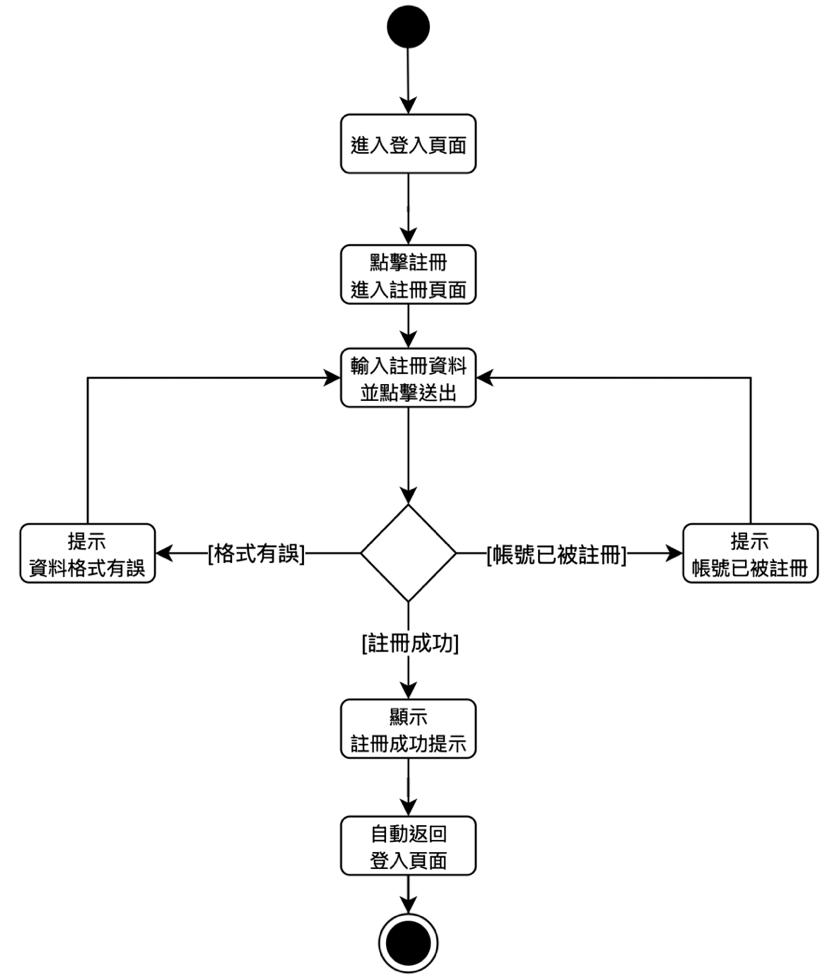 進入登入頁面
點擊註冊
進入註冊頁面
輸入註冊資料
並點擊送出
提示
資料格式有誤
[格式有誤]
[帳號已被註冊]
提示
帳號已被註冊
[註冊成功]
顯示
註冊成功提示
自動返回
登入頁面